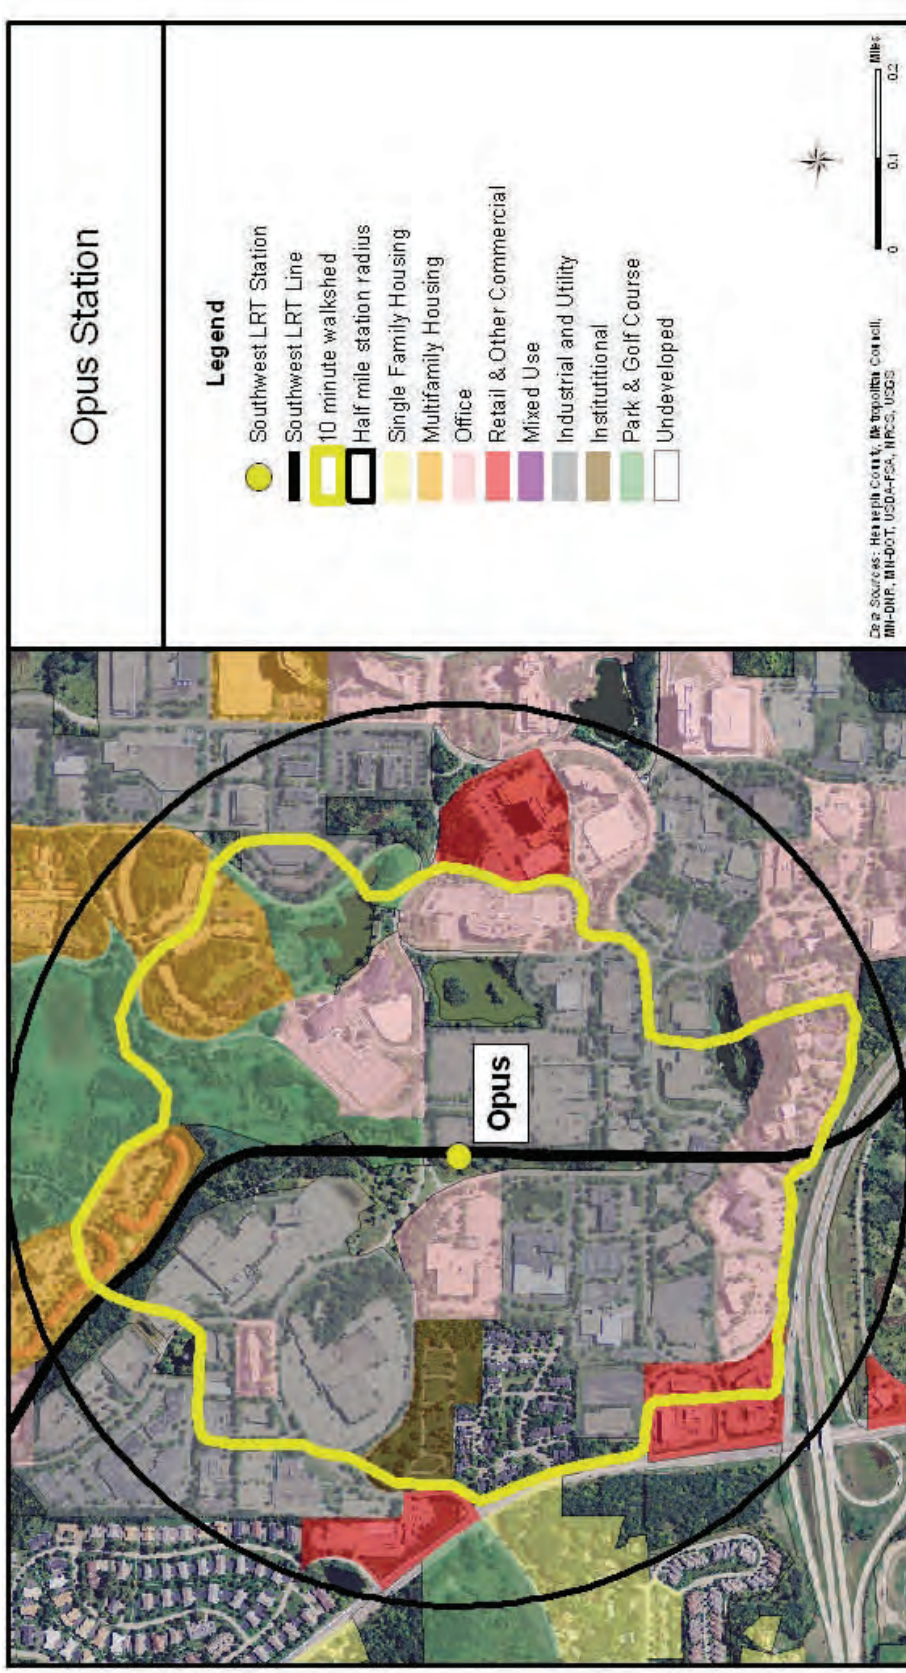 Opus Station
Legend
Southwest LRT Station
Southwest LRT Line
10 minute walkshed
Half mile station radius
Single Family Housing
Multifamily Housing
Office
Retail & Other Commercial
Mixed Use
Industrial and Utility
Institutional
Park & Golf Course
Undeveloped
Opus
Miles
0 0.1 0.2
Data Sources: Hennepin County, Metropolitan Council,
MN-DNR, MN-DOT, USDA-FSA, NRCS, USGS